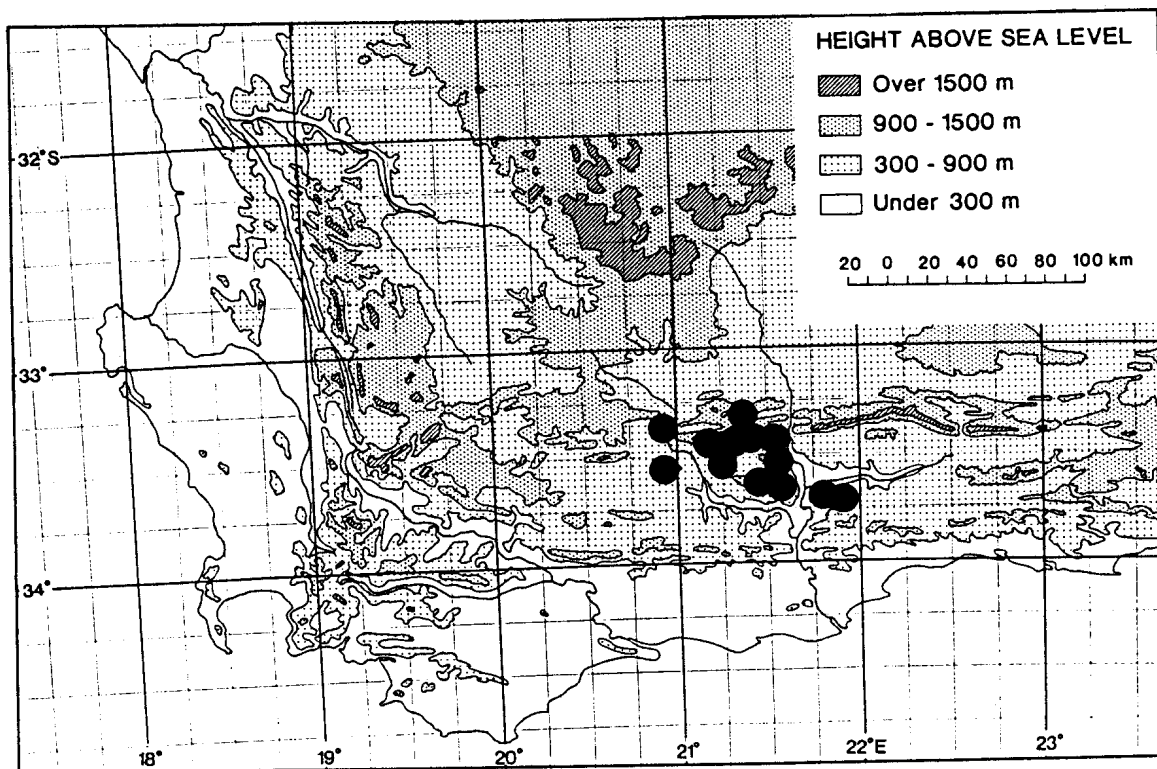 HEIGHT ABOVE SEA LEVEL
Over 1500 m
900 - 1500 m
300 - 900 m
Under 300 m
20 0 20 40 60 80 100 km
32°S
33°
34°
18° 19° 20° 21° 22°E 23°